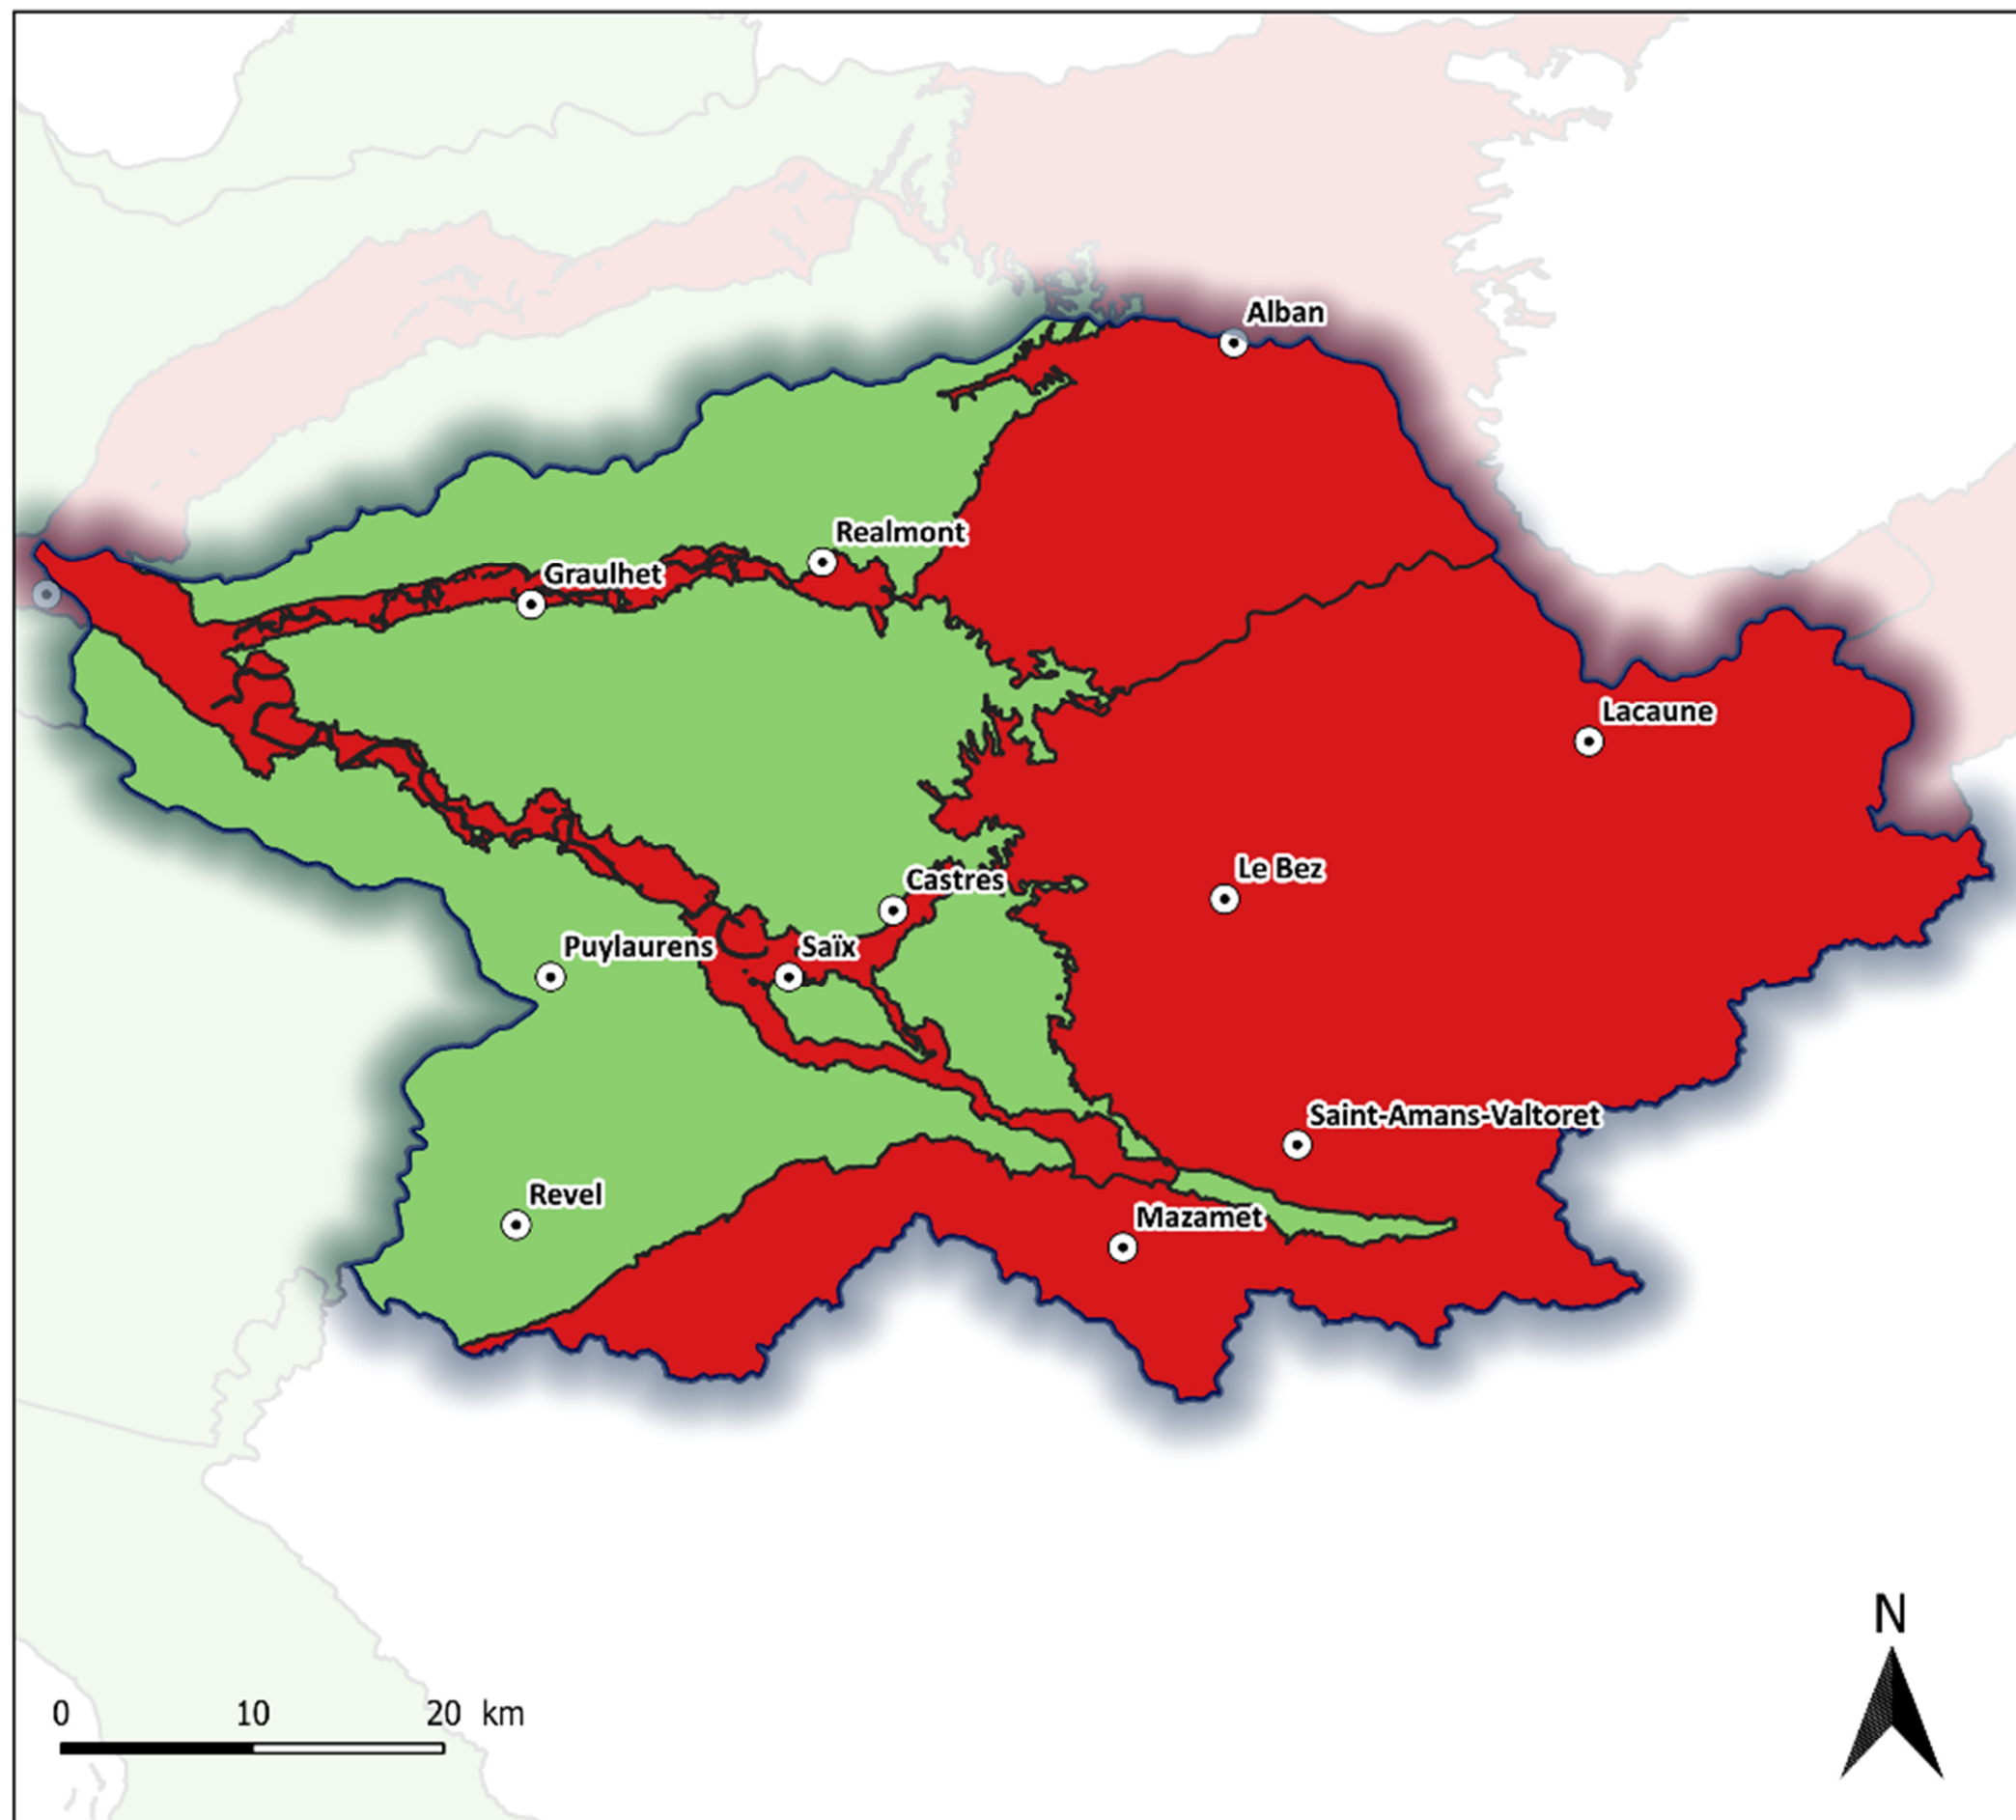 Alban
Realmont
Graulhet
Lacaune
Le Bez
Castres
Puylaurens
Saïx
Saint-Amans-Valtoret
Revel
Mazamet
N
0 10 20 km